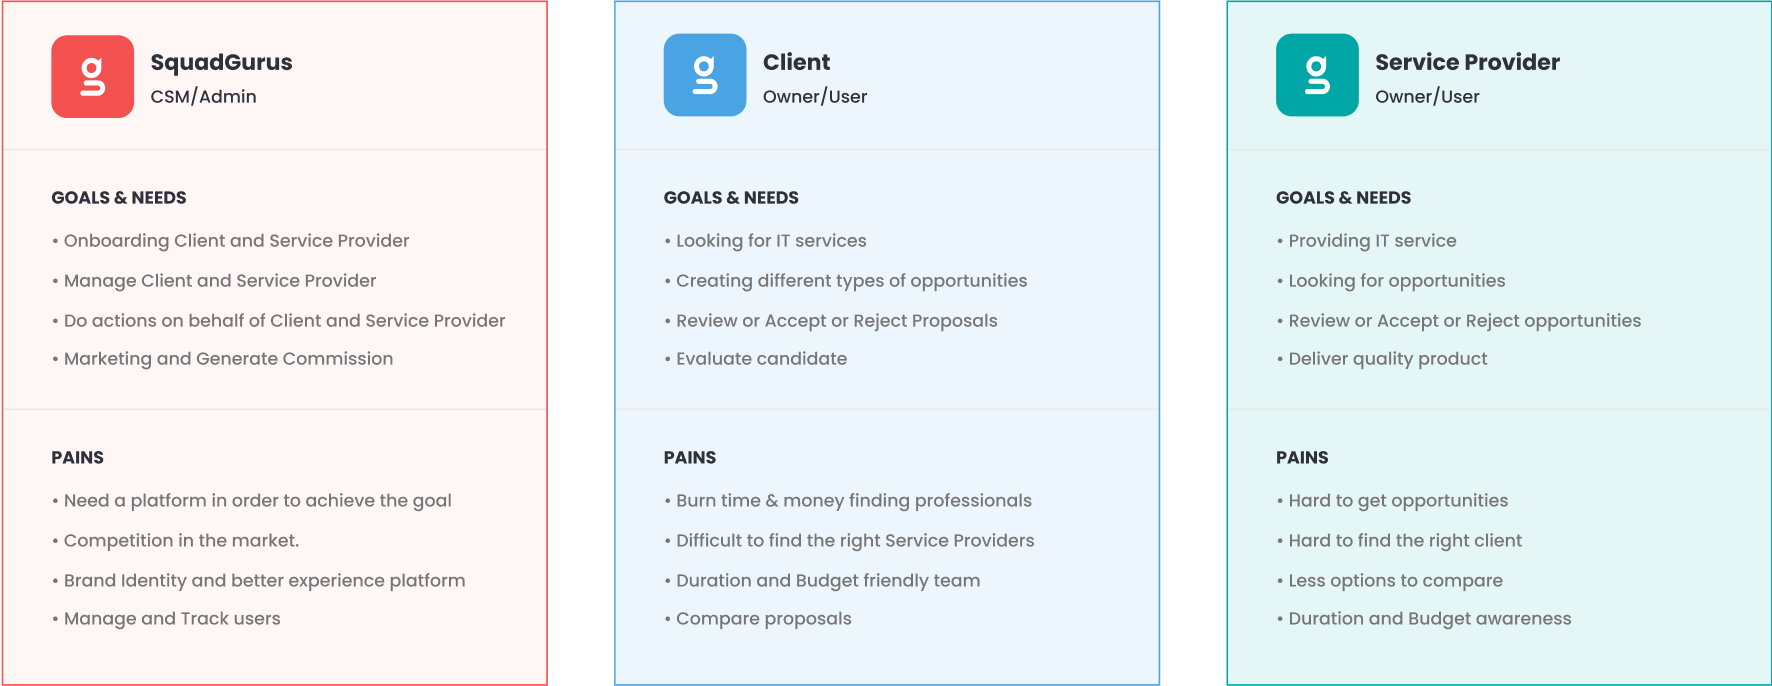 g
SquadGurus
CSM/Admin
GOALS & NEEDS
• Onboarding Client and Service Provider
• Manage Client and Service Provider
• Do actions on behalf of Client and Service Provider
• Marketing and Generate Commission
PAINS
• Need a platform in order to achieve the goal
• Competition in the market.
• Brand Identity and better experience platform
• Manage and Track users
g
Client
Owner/User
GOALS & NEEDS
• Looking for IT services
• Creating different types of opportunities
• Review or Accept or Reject Proposals
• Evaluate candidate
PAINS
• Burn time & money finding professionals
• Difficult to find the right Service Providers
• Duration and Budget friendly team
• Compare proposals
g
Service Provider
Owner/User
GOALS & NEEDS
• Providing IT service
• Looking for opportunities
• Review or Accept or Reject opportunities
• Deliver quality product
PAINS
• Hard to get opportunities
• Hard to find the right client
• Less options to compare
• Duration and Budget awareness